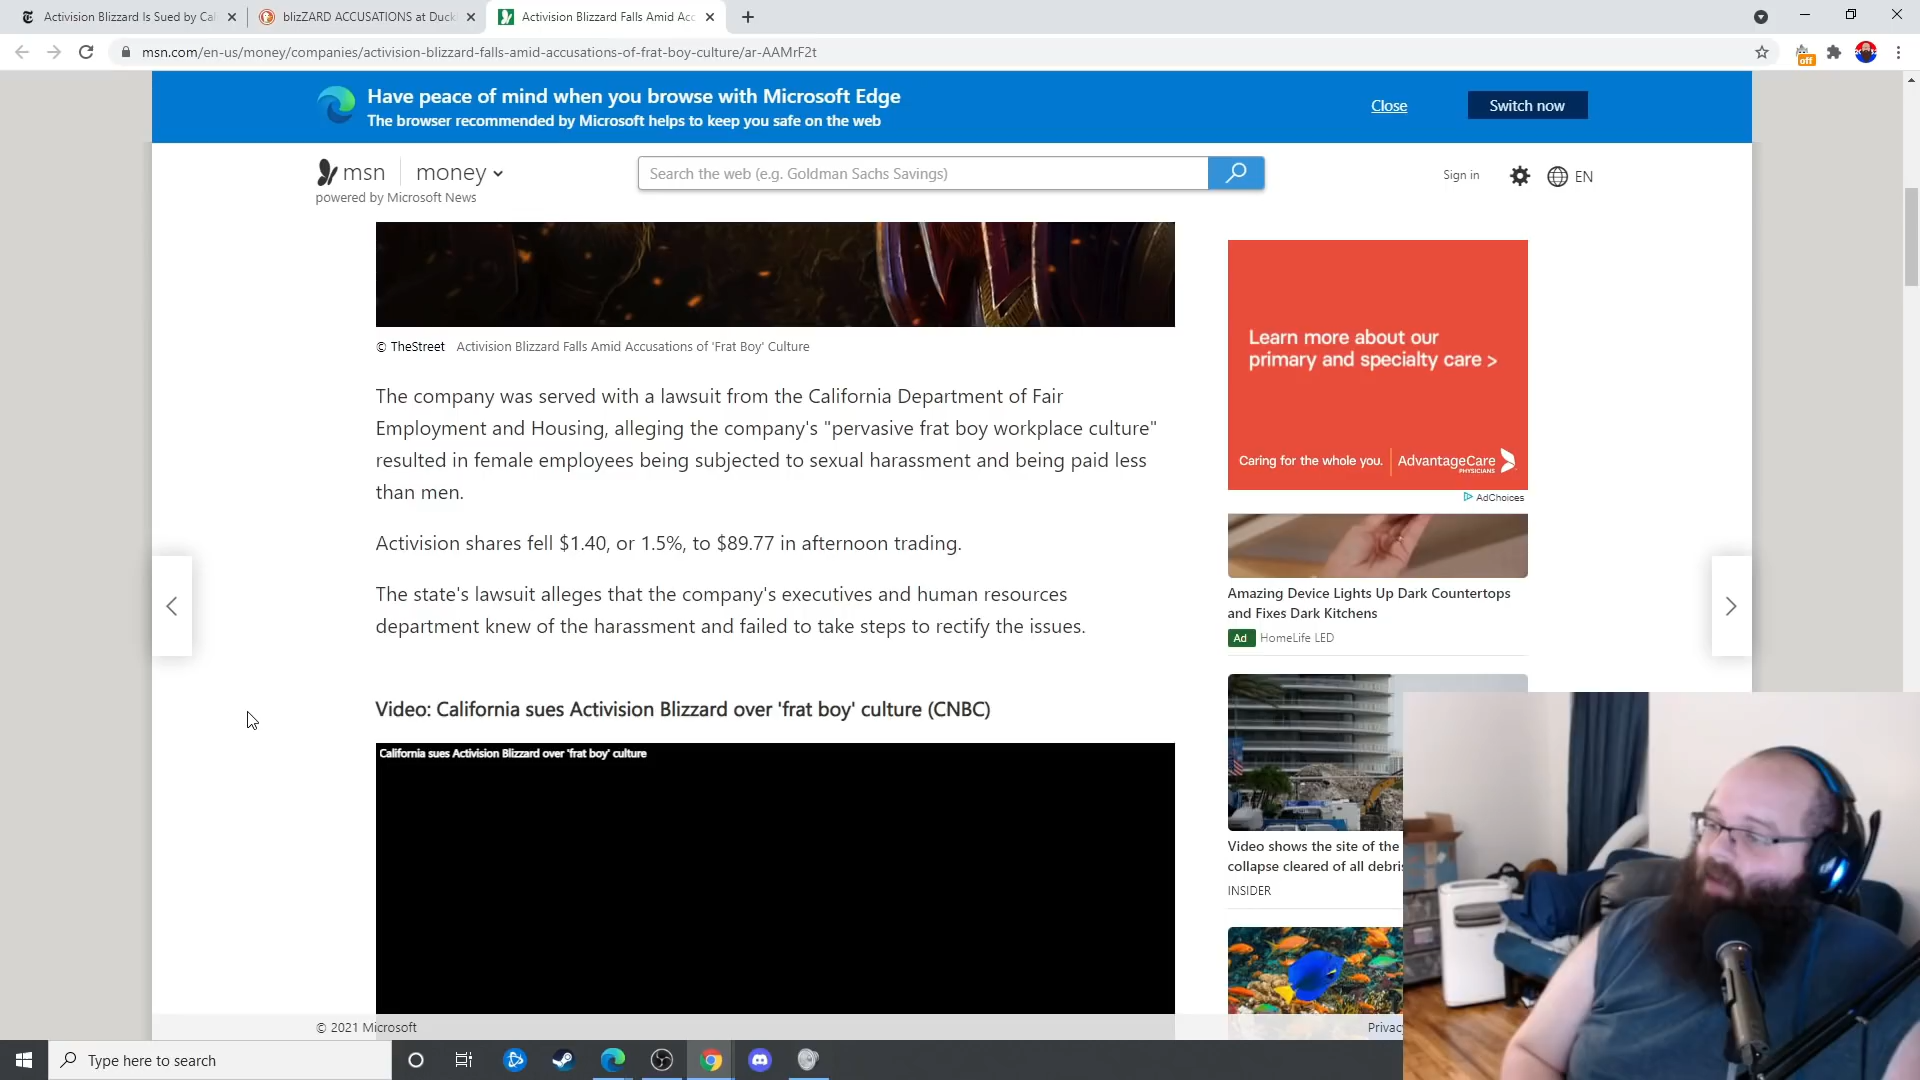 Activision Blizzard Is Sued by Cal
blizZARD ACCUSATIONS at Duck
Activision Blizzard Falls Amid Acc
msn.com/en-us/money/companies/activision-blizzard-falls-amid-accusations-of-frat-boy-culture/ar-AAMrF2t
off
Have peace of mind when you browse with Microsoft Edge
The browser recommended by Microsoft helps to keep you safe on the web
Close
Switch now
msn
money
powered by Microsoft News
Search the web (e.g. Goldman Sachs Savings)
Sign in
EN
© TheStreet Activision Blizzard Falls Amid Accusations of 'Frat Boy' Culture
The company was served with a lawsuit from the California Department of Fair
Employment and Housing, alleging the company's "pervasive frat boy workplace culture"
resulted in female employees being subjected to sexual harassment and being paid less
than men.
Activision shares fell $1.40, or 1.5%, to $89.77 in afternoon trading.
The state's lawsuit alleges that the company's executives and human resources
department knew of the harassment and failed to take steps to rectify the issues.
Video: California sues Activision Blizzard over 'frat boy' culture (CNBC)
California sues Activision Blizzard over 'frat boy' culture
Learn more about our
primary and specialty care >
Caring for the whole you.
AdvantageCare
PHYSICIANS
AdChoices
Amazing Device Lights Up Dark Countertops
and Fixes Dark Kitchens
Ad HomeLife LED
Video shows the site of the
collapse cleared of all debris
INSIDER
© 2021 Microsoft
Privacy
Type here to search